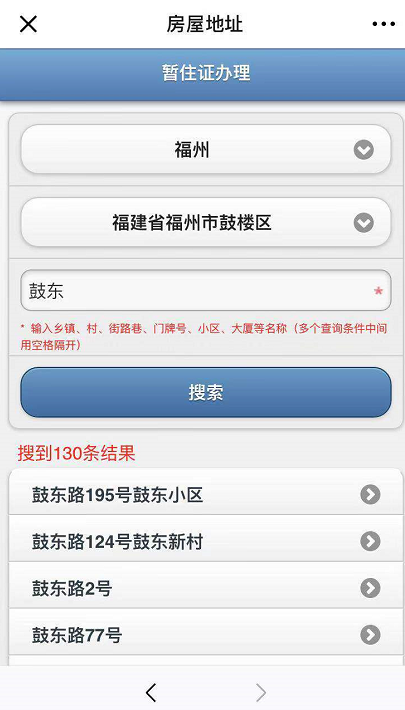 房屋地址
暂住证办理
福州
福建省福州市鼓楼区
鼓东
*
* 输入乡镇、村、街路巷、门牌号、小区、大厦等名称（多个查询条件中间
用空格隔开）
搜索
搜到130条结果
鼓东路195号鼓东小区
鼓东路124号鼓东新村
鼓东路2号
鼓东路77号